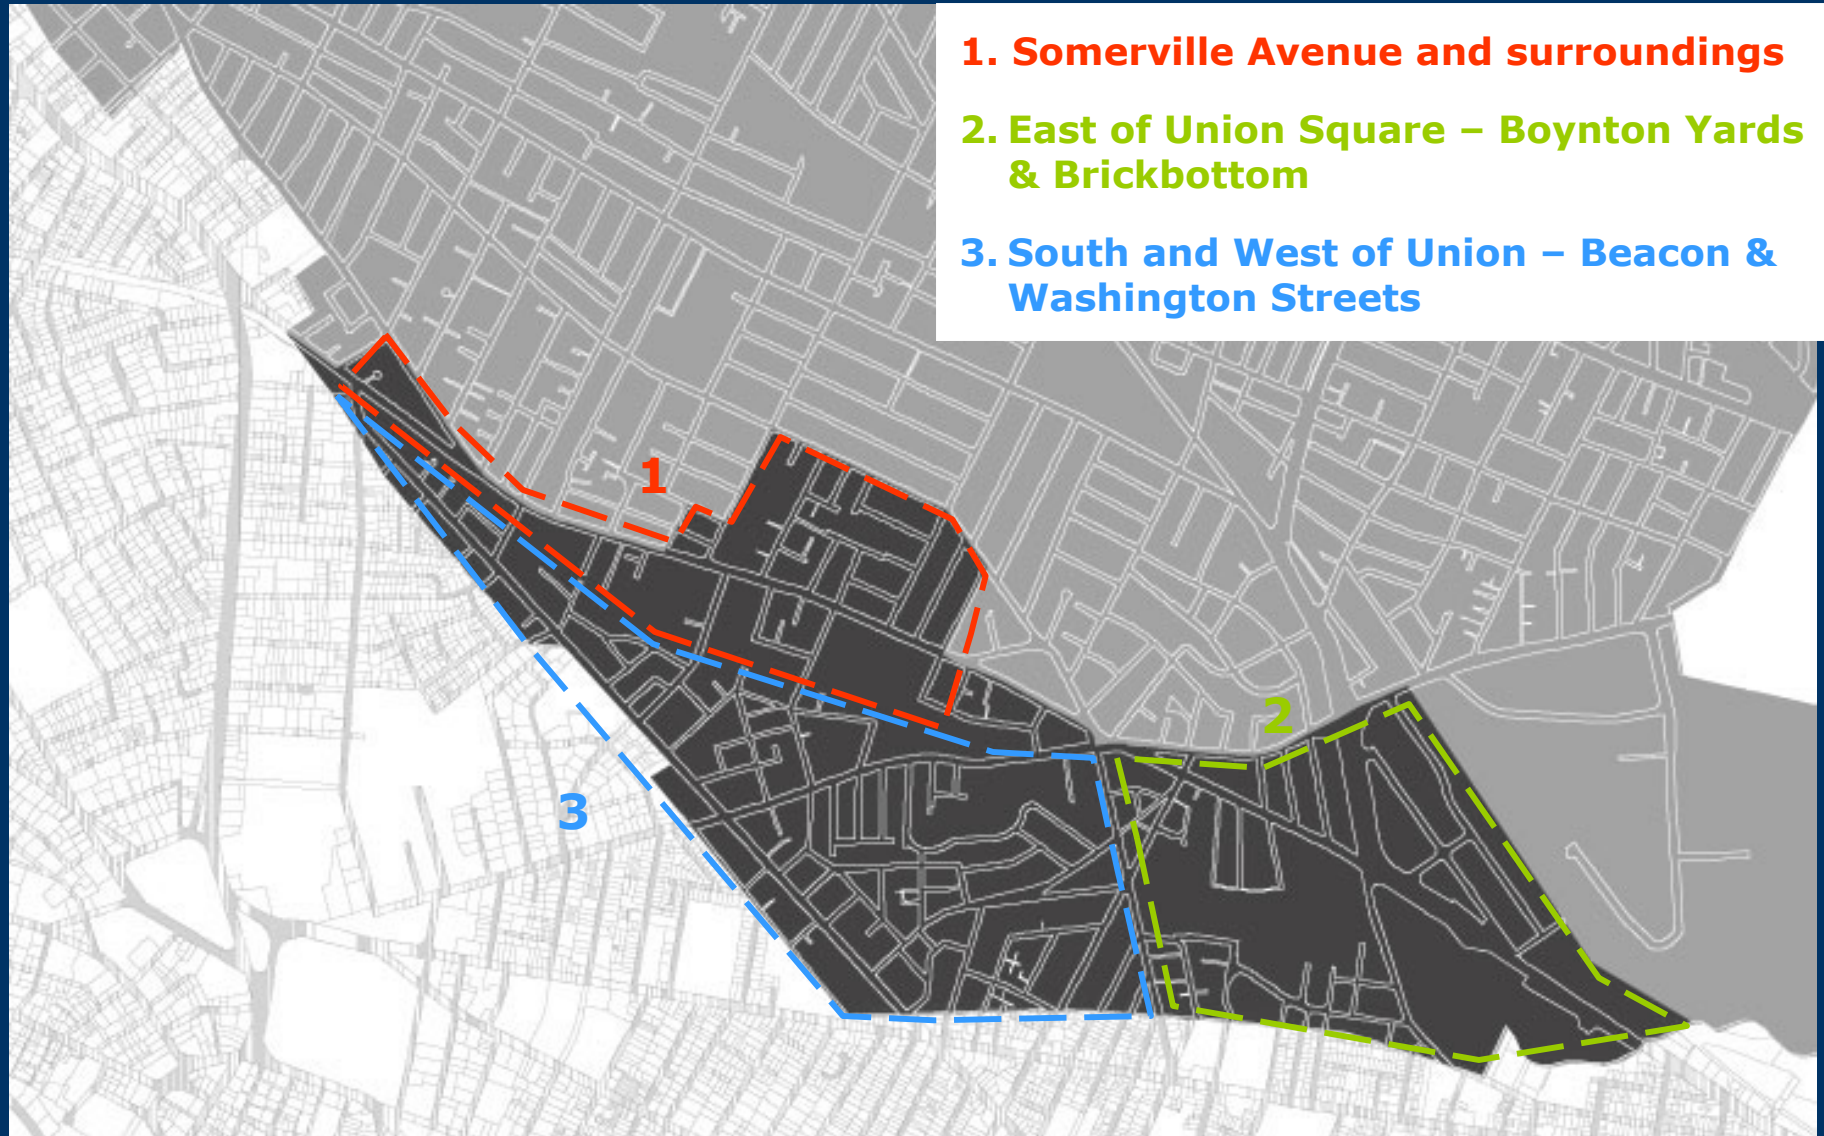 1. Somerville Avenue and surroundings
2. East of Union Square – Boynton Yards
& Brickbottom
3. South and West of Union – Beacon &
Washington Streets
1
2
3